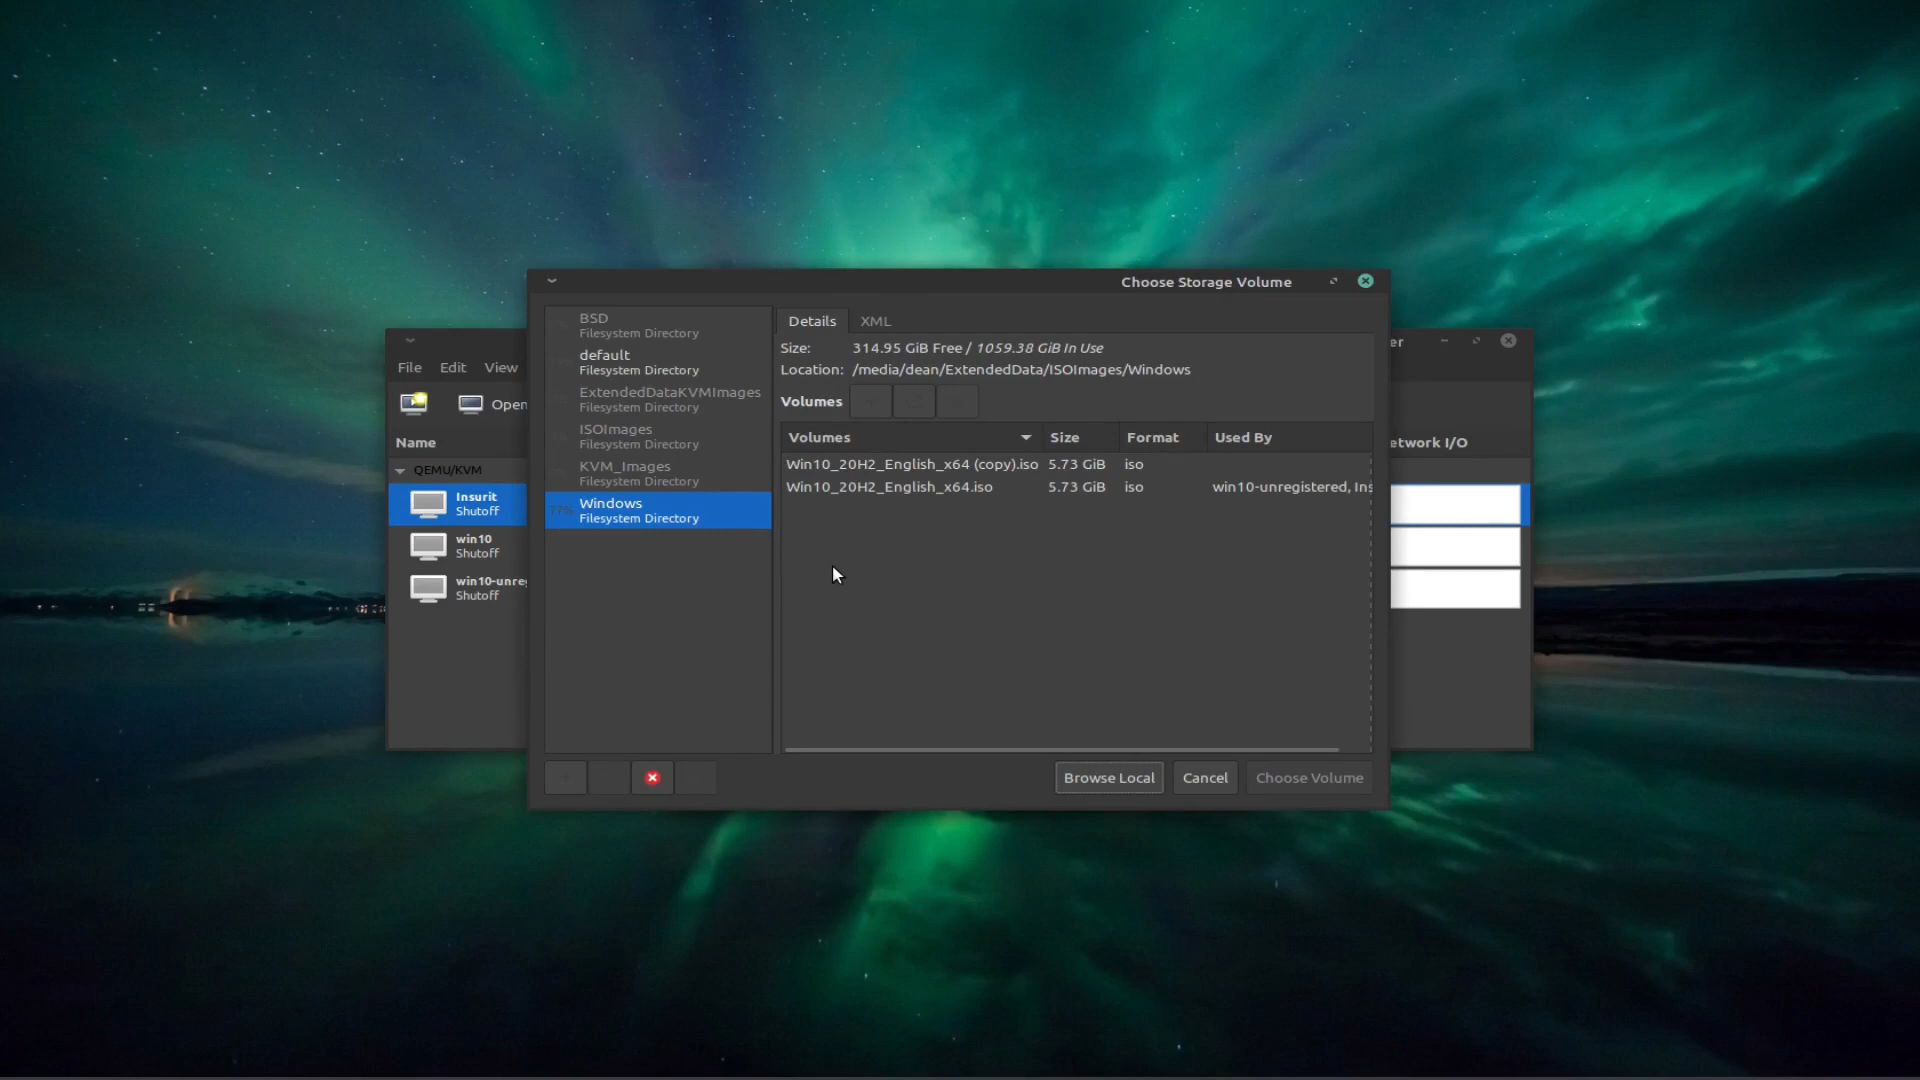 Choose Storage Volume
BSD
Filesystem Directory
default
Filesystem Directory
ExtendedDataKVMImages
Filesystem Directory
ISOImages
Filesystem Directory
KVM_Images
Filesystem Directory
77%
Windows
Filesystem Directory
Details XML
Size: 314.95 GiB Free / 1059.38 GiB In Use
Location: /media/dean/ExtendedData/ISOImages/Windows
Volumes
Volumes Size Format Used By
Win10_20H2_English_x64 (copy).iso 5.73 GiB iso
Win10_20H2_English_x64.iso 5.73 GiB iso win10-unregistered, Ins
Browse Local Cancel Choose Volume
er
File Edit View
Open
Name
etwork I/O
QEMU/KVM
Insurit
Shutoff
win10
Shutoff
win10-unreg
Shutoff